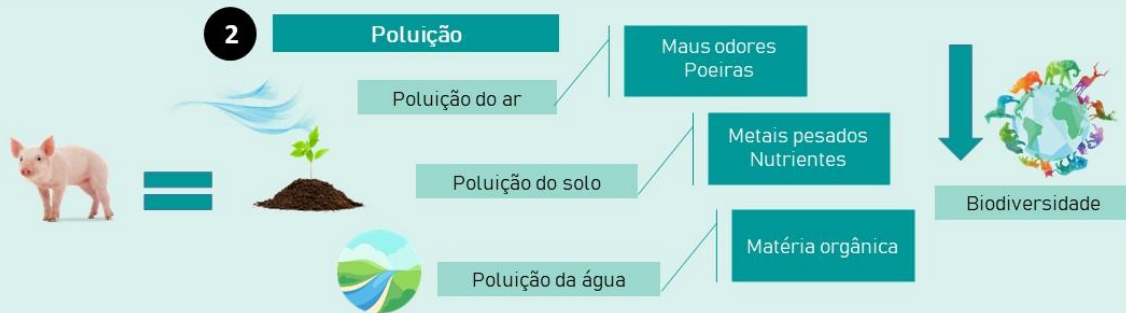 2
Poluição
Poluição do ar
Maus odores
Poeiras
Poluição do solo
Metais pesados
Nutrientes
Poluição da água
Matéria orgânica
Biodiversidade